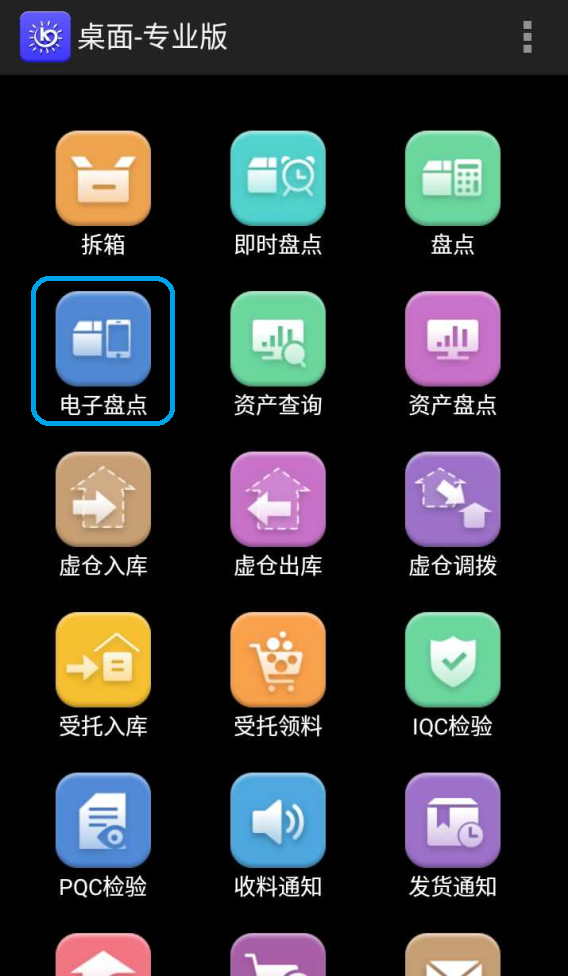 桌面-专业版
拆箱
即时盘点
盘点
电子盘点
资产查询
资产盘点
虚仓入库
虚仓出库
虚仓调拨
受托入库
受托领料
IQC检验
PQC检验
收料通知
发货通知